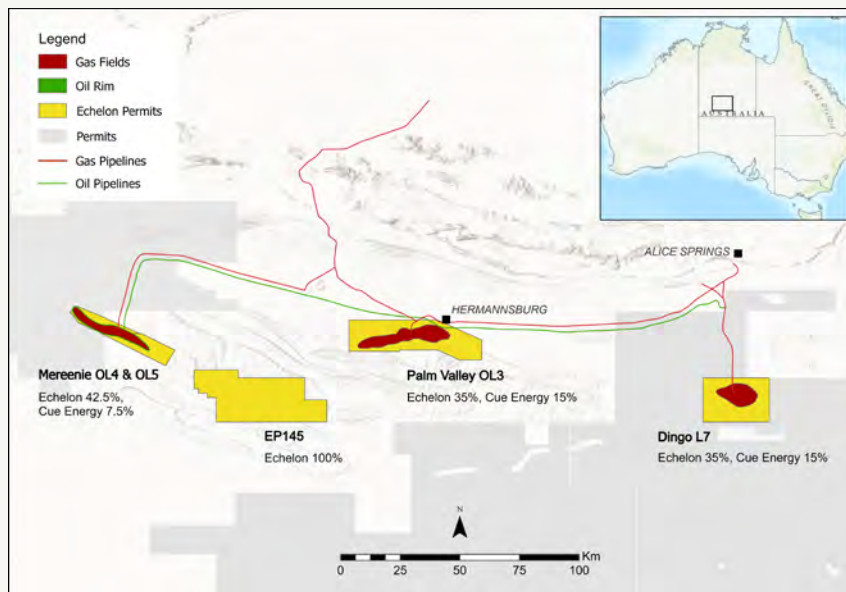 Legend
Gas Fields
Oil Rim
Echelon Permits
Permits
Gas Pipelines
Oil Pipelines
AUSTRALIA
GREAT DIVIDE
ALICE SPRINGS
HERMANNSBURG
Mereenie OL4 & OL5
Echelon 42.5%,
Cue Energy 7.5%
Palm Valley OL3
Echelon 35%, Cue Energy 15%
EP145
Echelon 100%
Dingo L7
Echelon 35%, Cue Energy 15%
N
Km
0 25 50 75 100